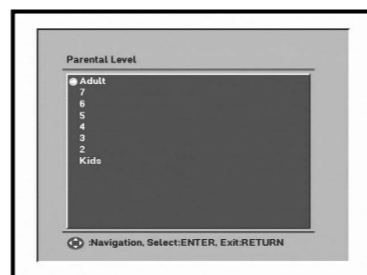 Parental Level
Adult
7
6
5
4
3
2
Kids
:Navigation, Select:ENTER, Exit:RETURN